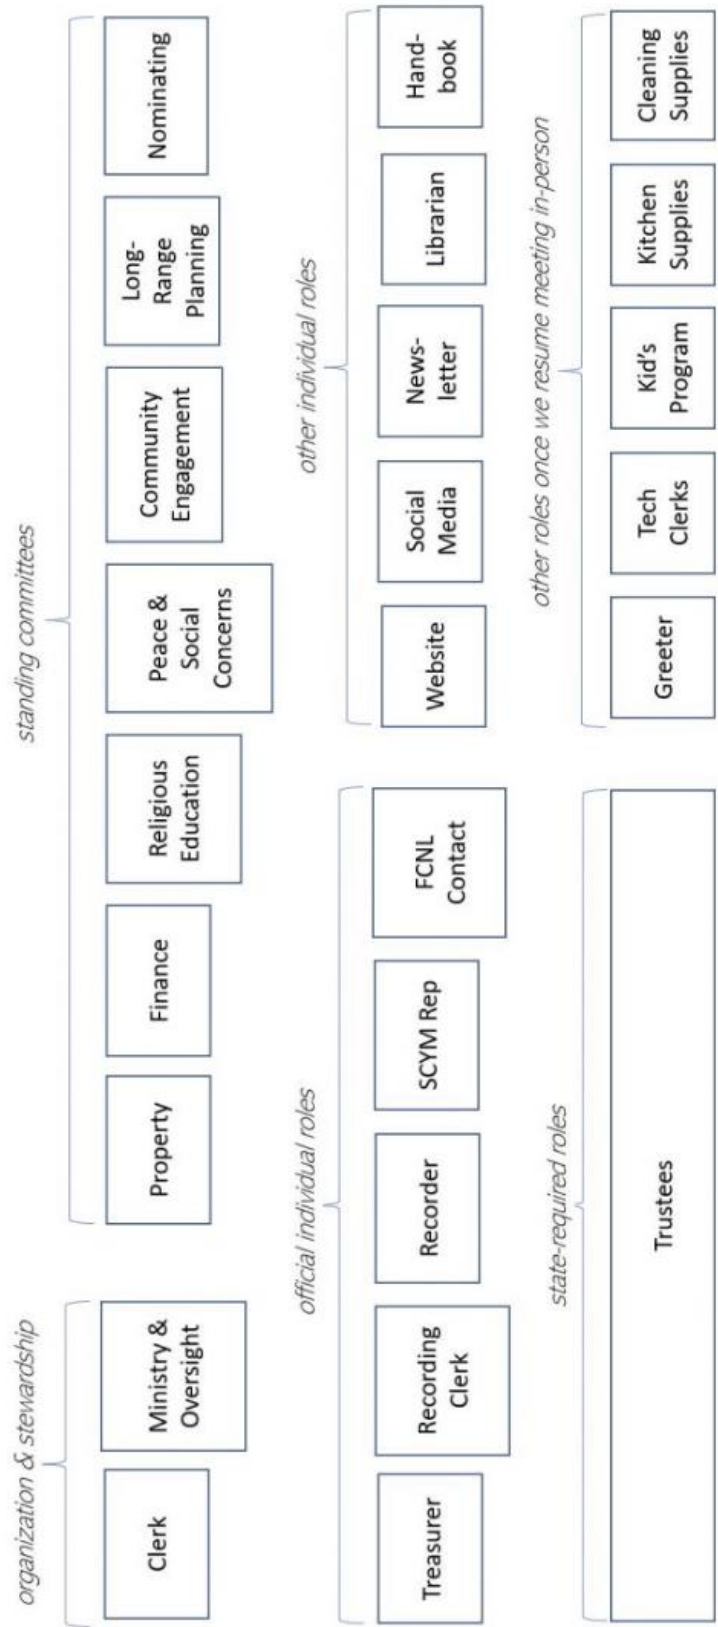 organization & stewardship
Clerk
Ministry &
Oversight
standing committees
Property
Finance
Religious
Education
Peace &
Social
Concerns
Community
Engagement
Long-
Range
Planning
Nominating
official individual roles
Treasurer
Recording
Clerk
Recorder
SCYM Rep
FCNL
Contact
other individual roles
Website
Social
Media
News-
letter
Librarian
Hand-
book
state-required roles
Trustees
other roles once we resume meeting in-person
Greeter
Tech
Clerks
Kid's
Program
Kitchen
Supplies
Cleaning
Supplies